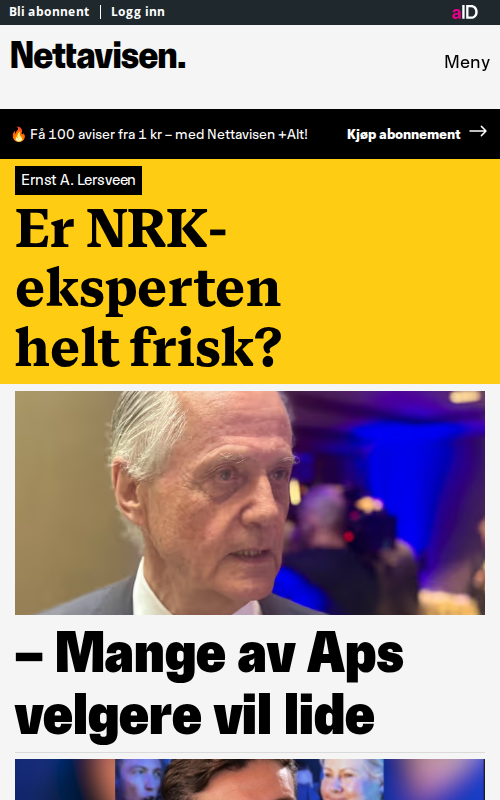 Bli abonnent | Logg inn
aID
Nettavisen.
Meny
🔥 Få 100 aviser fra 1 kr – med Nettavisen +Alt!
Kjøp abonnement →
Ernst A. Lersveen
Er NRK-
eksperten
helt frisk?
– Mange av Aps
velgere vil lide